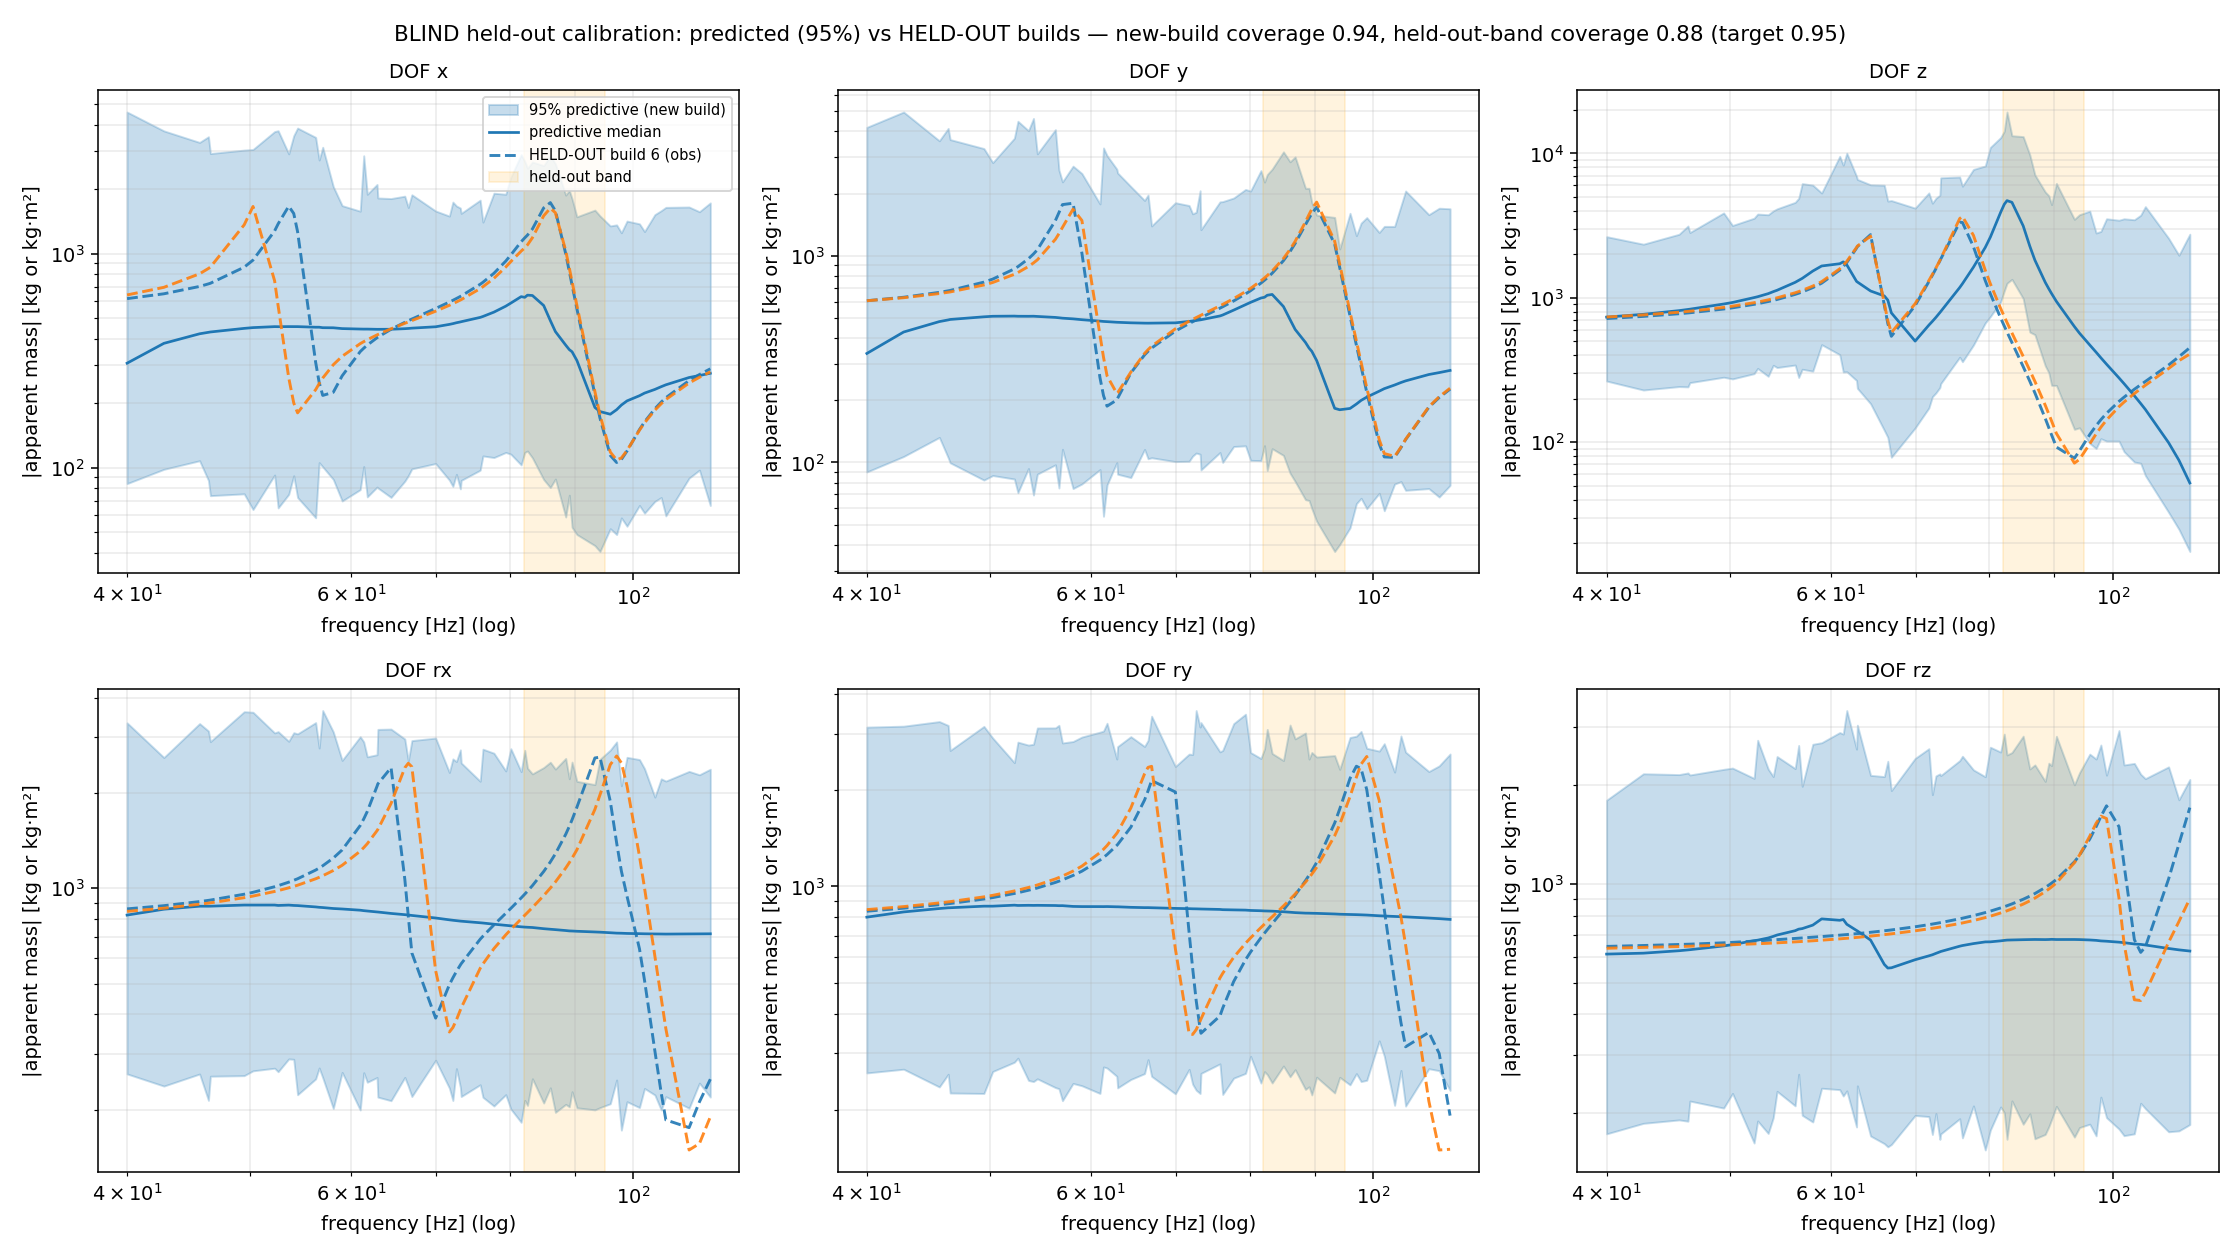 BLIND held-out calibration: predicted (95%) vs HELD-OUT builds — new-build coverage 0.94, held-out-band coverage 0.88 (target 0.95)
DOF x
DOF y
DOF z
95% predictive (new build)
predictive median
HELD-OUT build 6 (obs)
held-out band
|apparent mass| [kg or kg·m²]
10³
10²
4 × 10¹
6 × 10¹
10²
frequency [Hz] (log)
|apparent mass| [kg or kg·m²]
10³
10²
4 × 10¹
6 × 10¹
10²
frequency [Hz] (log)
|apparent mass| [kg or kg·m²]
10⁴
10³
10²
4 × 10¹
6 × 10¹
10²
frequency [Hz] (log)
DOF rx
DOF ry
DOF rz
|apparent mass| [kg or kg·m²]
10³
4 × 10¹
6 × 10¹
10²
frequency [Hz] (log)
|apparent mass| [kg or kg·m²]
10³
4 × 10¹
6 × 10¹
10²
frequency [Hz] (log)
|apparent mass| [kg or kg·m²]
10³
4 × 10¹
6 × 10¹
10²
frequency [Hz] (log)